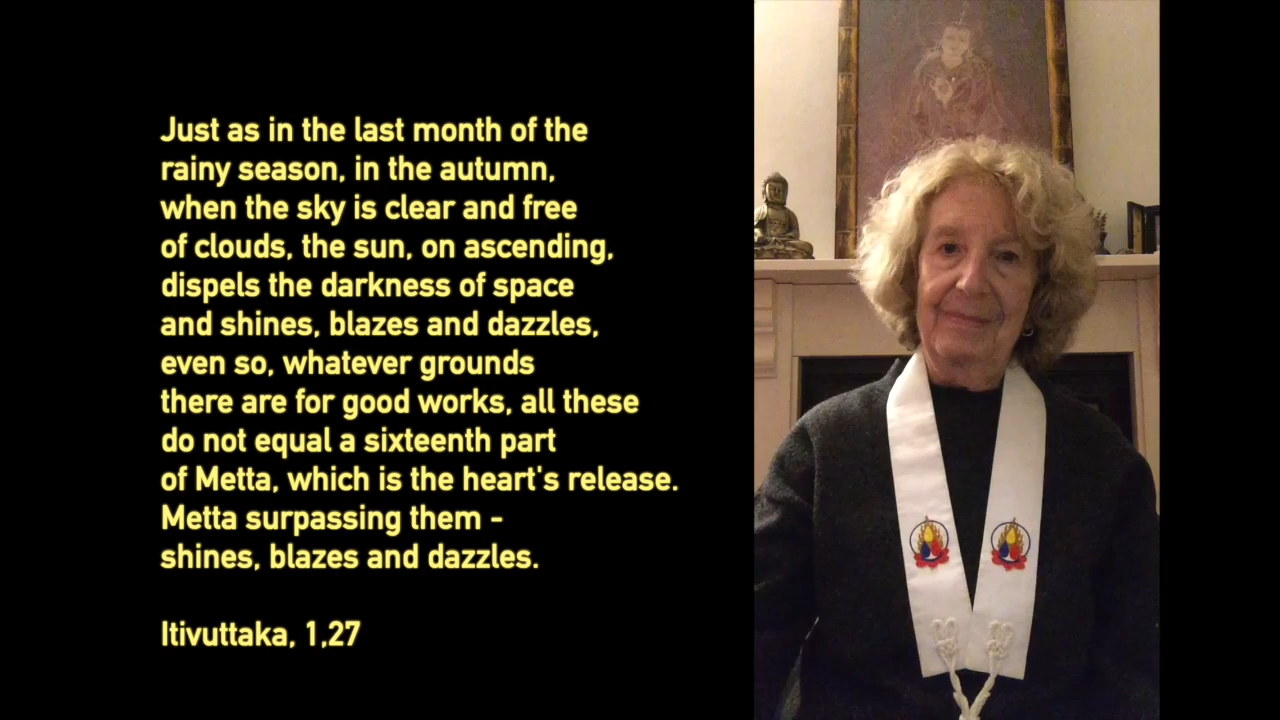 Just as in the last month of the
rainy season, in the autumn,
when the sky is clear and free
of clouds, the sun, on ascending,
dispels the darkness of space
and shines, blazes and dazzles,
even so, whatever grounds
there are for good works, all these
do not equal a sixteenth part
of Metta, which is the heart's release.
Metta surpassing them -
shines, blazes and dazzles.
Itivuttaka, 1,27